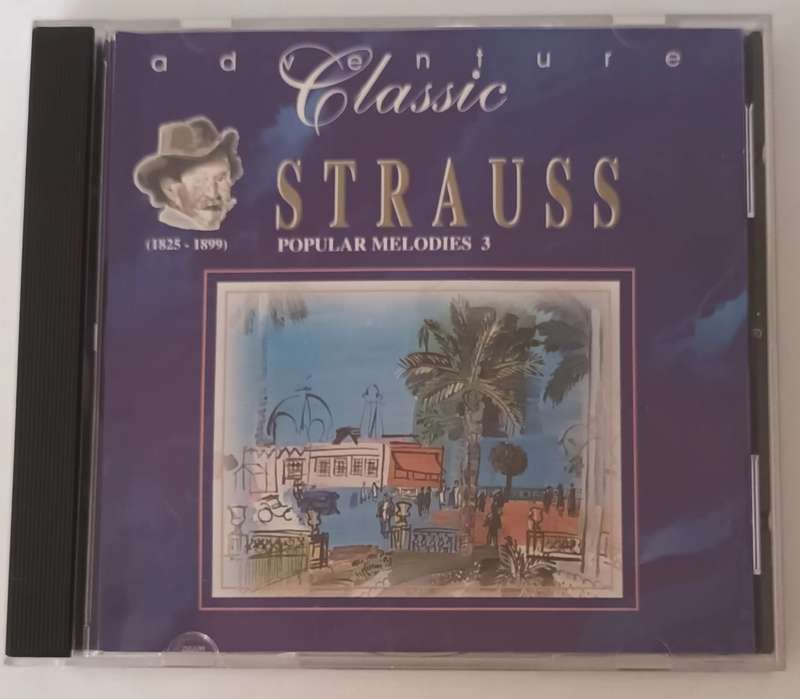 adventure
Classic
STRAUSS
(1825 - 1899)
POPULAR MELODIES 3